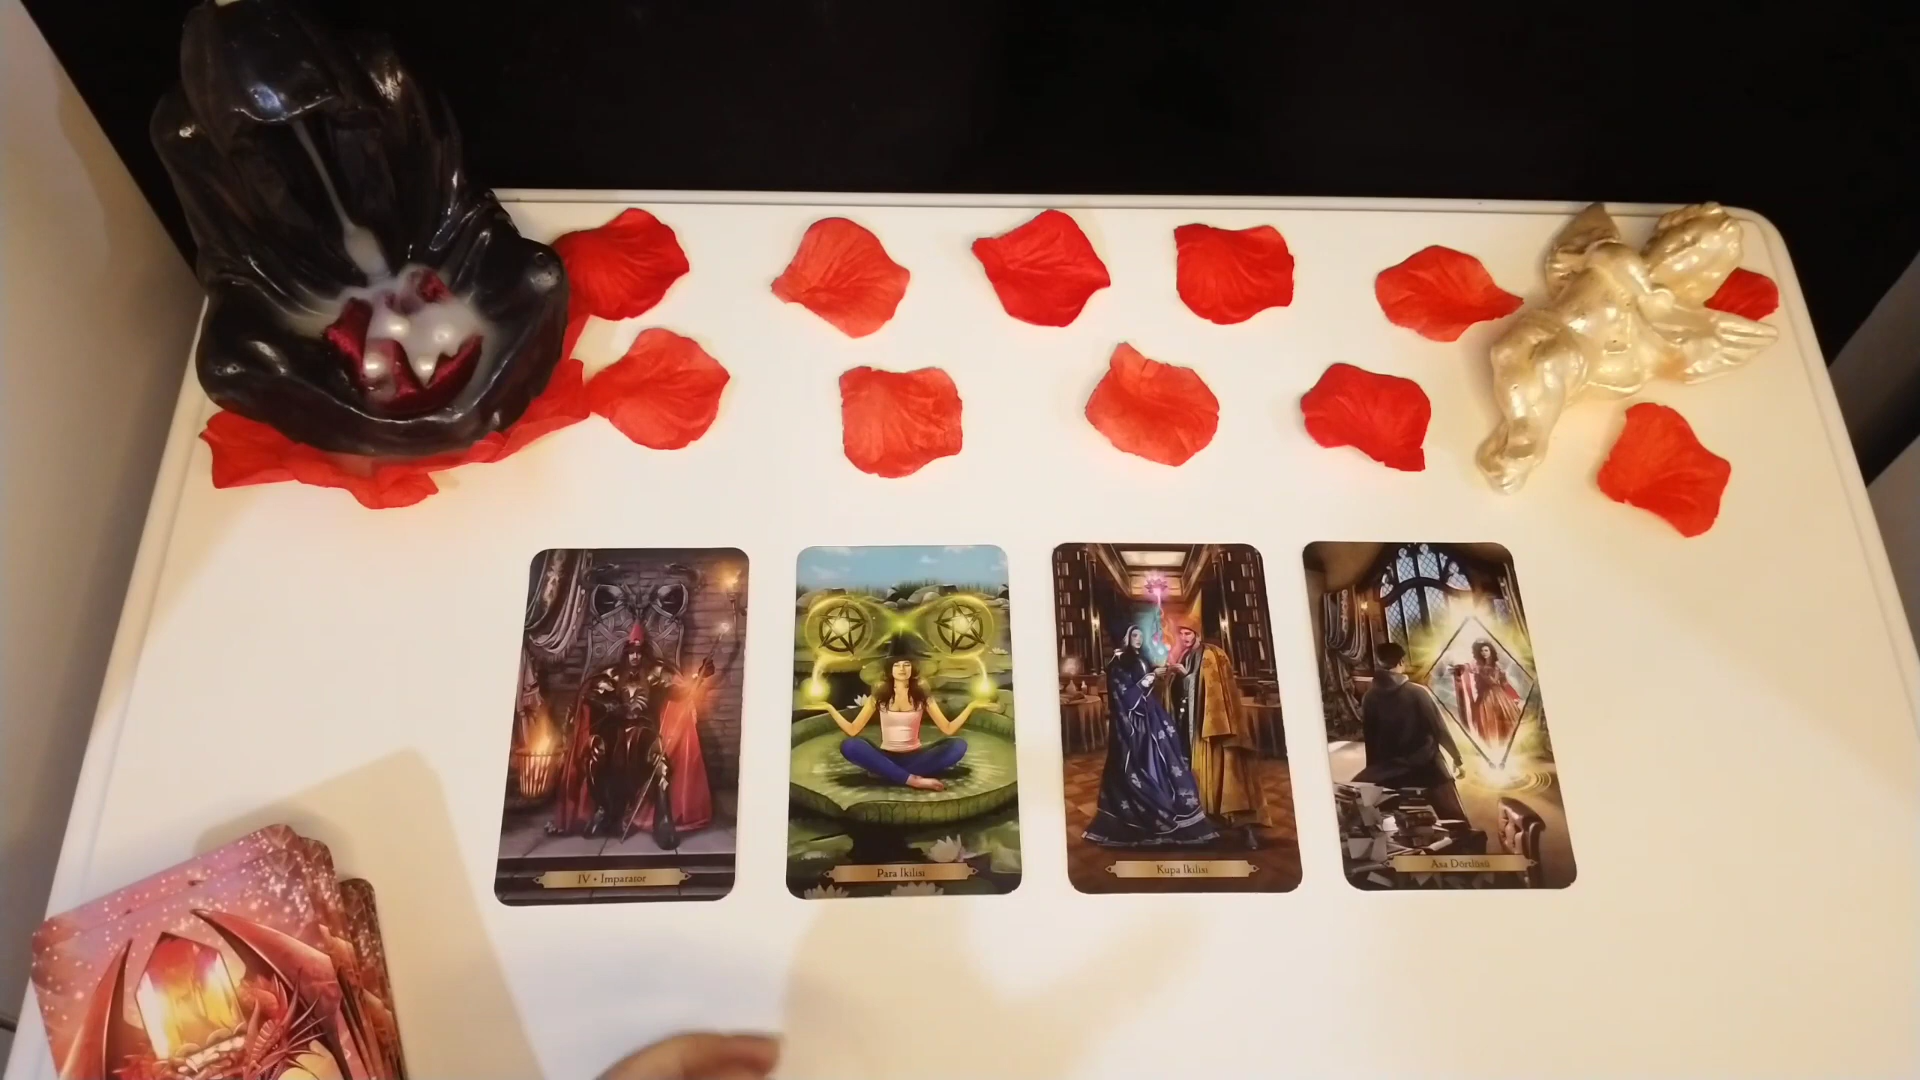 IV • İmparator
Para İkilisi
Kupa İkilisi
Asa Dörtlüsü